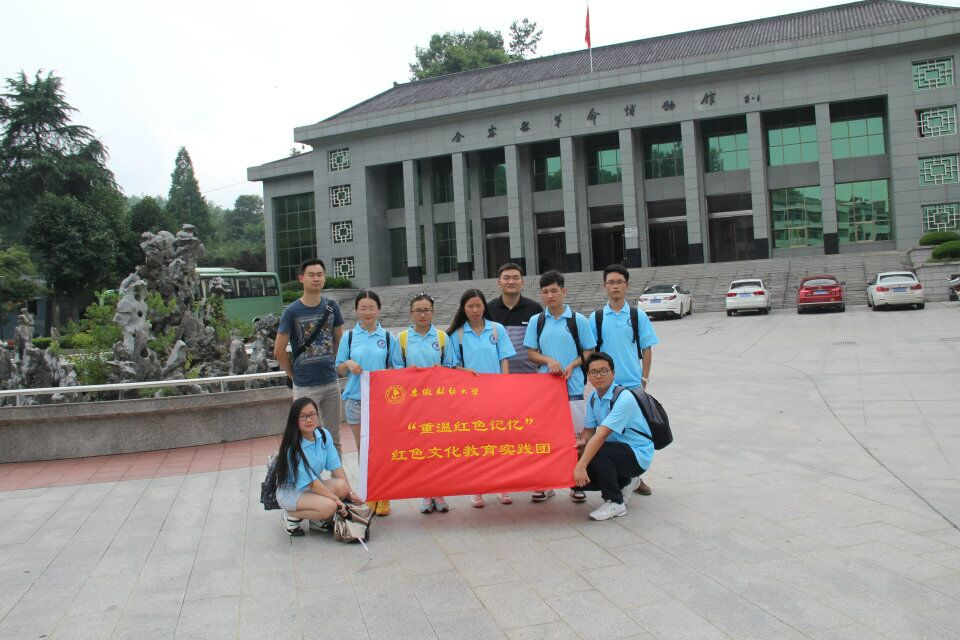 金寨县革命博物馆
安徽财经大学
“重温红色记忆”
红色文化教育实践团